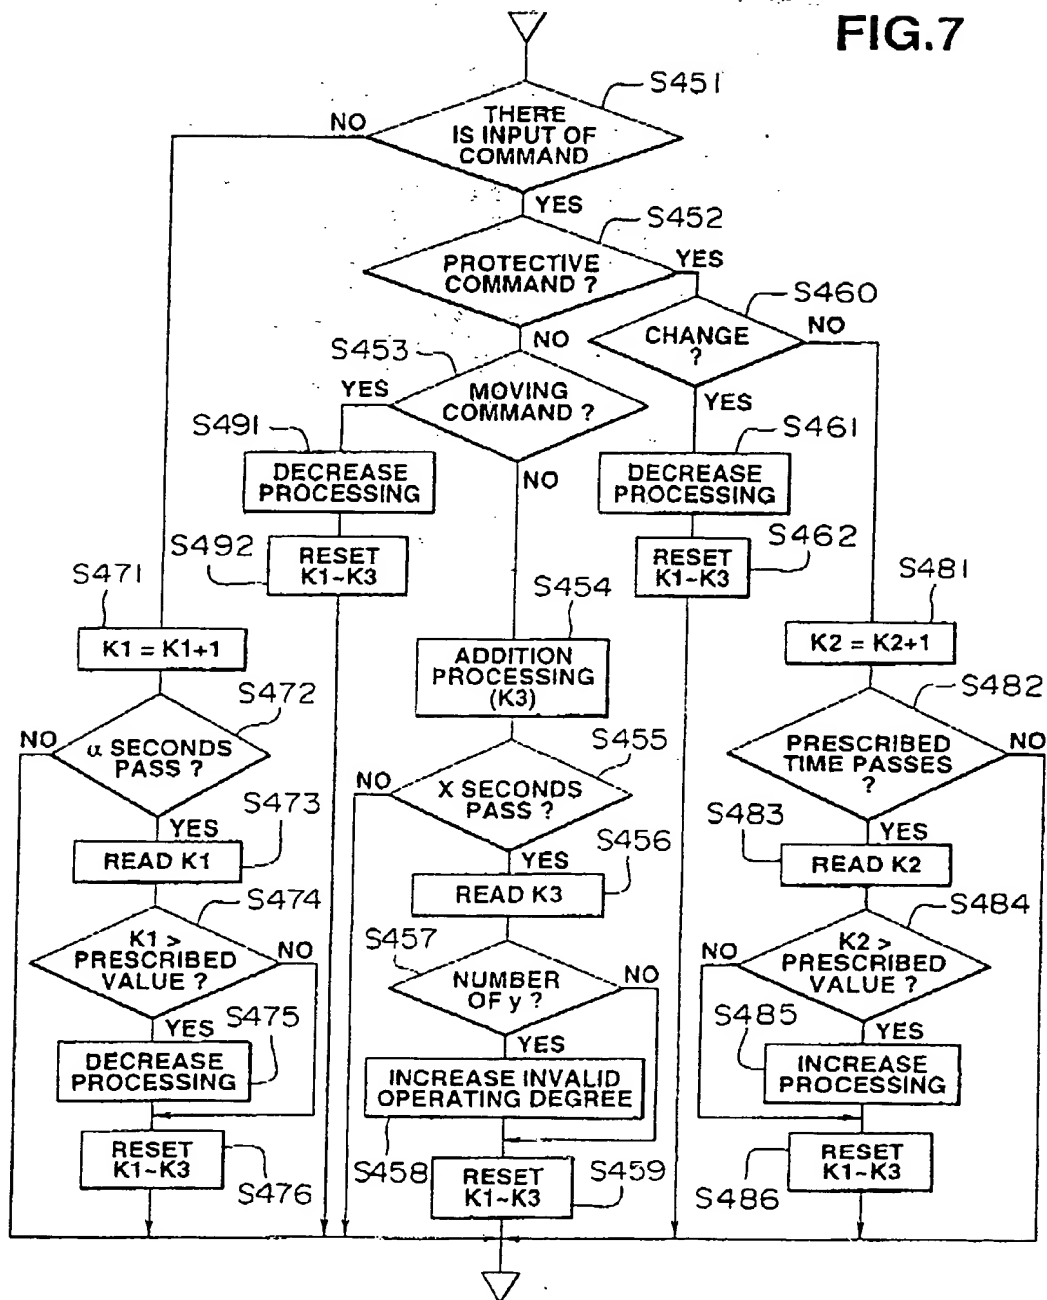 FIG.7
S451
THERE
IS INPUT OF
COMMAND
NO
YES
S452
PROTECTIVE
COMMAND ?
YES
NO
S460
CHANGE
?
NO
YES
S453
MOVING
COMMAND ?
YES
NO
S491
DECREASE
PROCESSING
S461
DECREASE
PROCESSING
S492
RESET
K1~K3
S462
RESET
K1~K3
S471
K1 = K1+1
S454
ADDITION
PROCESSING
(K3)
S481
K2 = K2+1
S472
α SECONDS
PASS ?
NO
YES
S455
X SECONDS
PASS ?
NO
YES
S482
PRESCRIBED
TIME PASSES
?
NO
YES
S473
READ K1
S456
READ K3
S483
READ K2
S474
K1 >
PRESCRIBED
VALUE ?
NO
YES
S457
NUMBER
OF y ?
NO
YES
S484
K2 >
PRESCRIBED
VALUE ?
NO
YES
S475
DECREASE
PROCESSING
INCREASE INVALID
OPERATING DEGREE
S458
S485
INCREASE
PROCESSING
RESET
K1~K3
S476
RESET
K1~K3
S459
RESET
K1~K3
S486